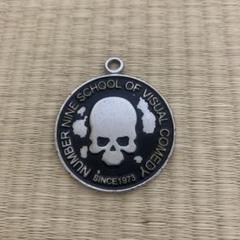 NUMBER NINE SCHOOL OF VISUAL COMEDY
SINCE1973